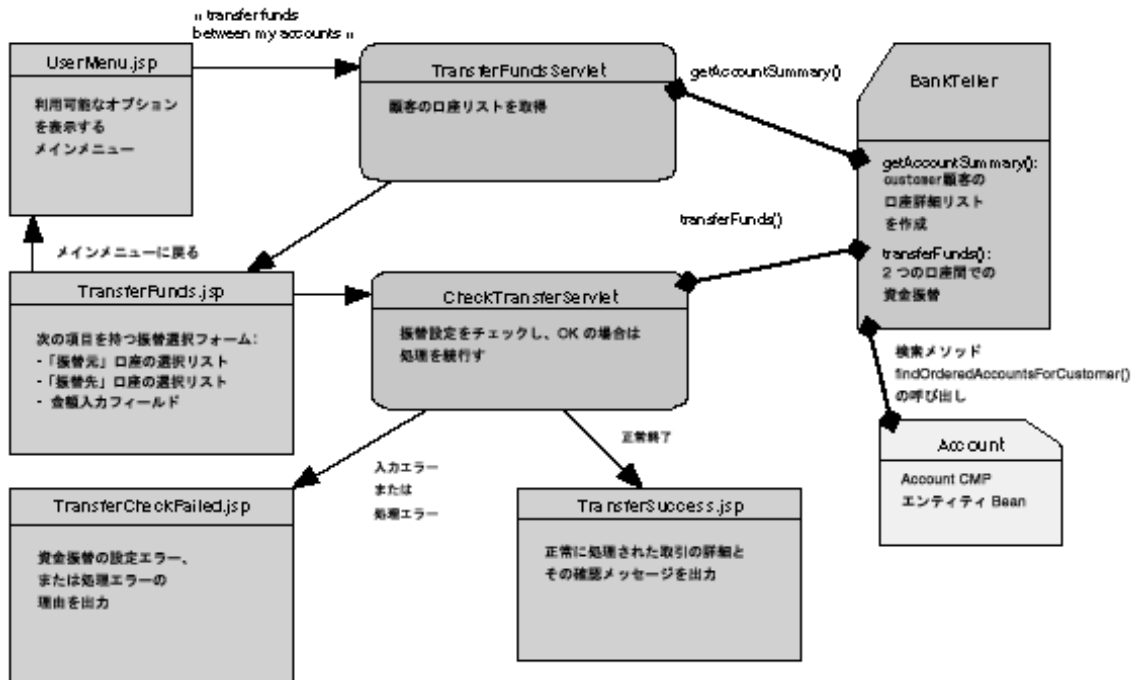 " transfer funds
between my accounts "
UserMenu.jsp
利用可能なオプション
を表示する
メインメニュー
TransferFundsServlet
顧客の口座リストを取得
getAccountSummary()
BankTeller
getAccountSummary():
customer顧客の
口座詳細リスト
を作成
transferFunds():
2 つの口座間での
資金振替
transferFunds()
メインメニューに戻る
TransferFunds.jsp
次の項目を持つ振替選択フォーム:
-「振替元」口座の選択リスト
-「振替先」口座の選択リスト
- 金額入力フィールド
CheckTransferServlet
振替設定をチェックし、OK の場合は
処理を続行す
検索メソッド
findOrderedAccountsForCustomer()
の呼び出し
Account
Account CMP
エンティティ Bean
入力エラー
または
処理エラー
正常終了
TransferCheckFailed.jsp
資金振替の設定エラー、
または処理エラーの
理由を出力
TransferSuccess.jsp
正常に処理された取引の詳細と
その確認メッセージを出力